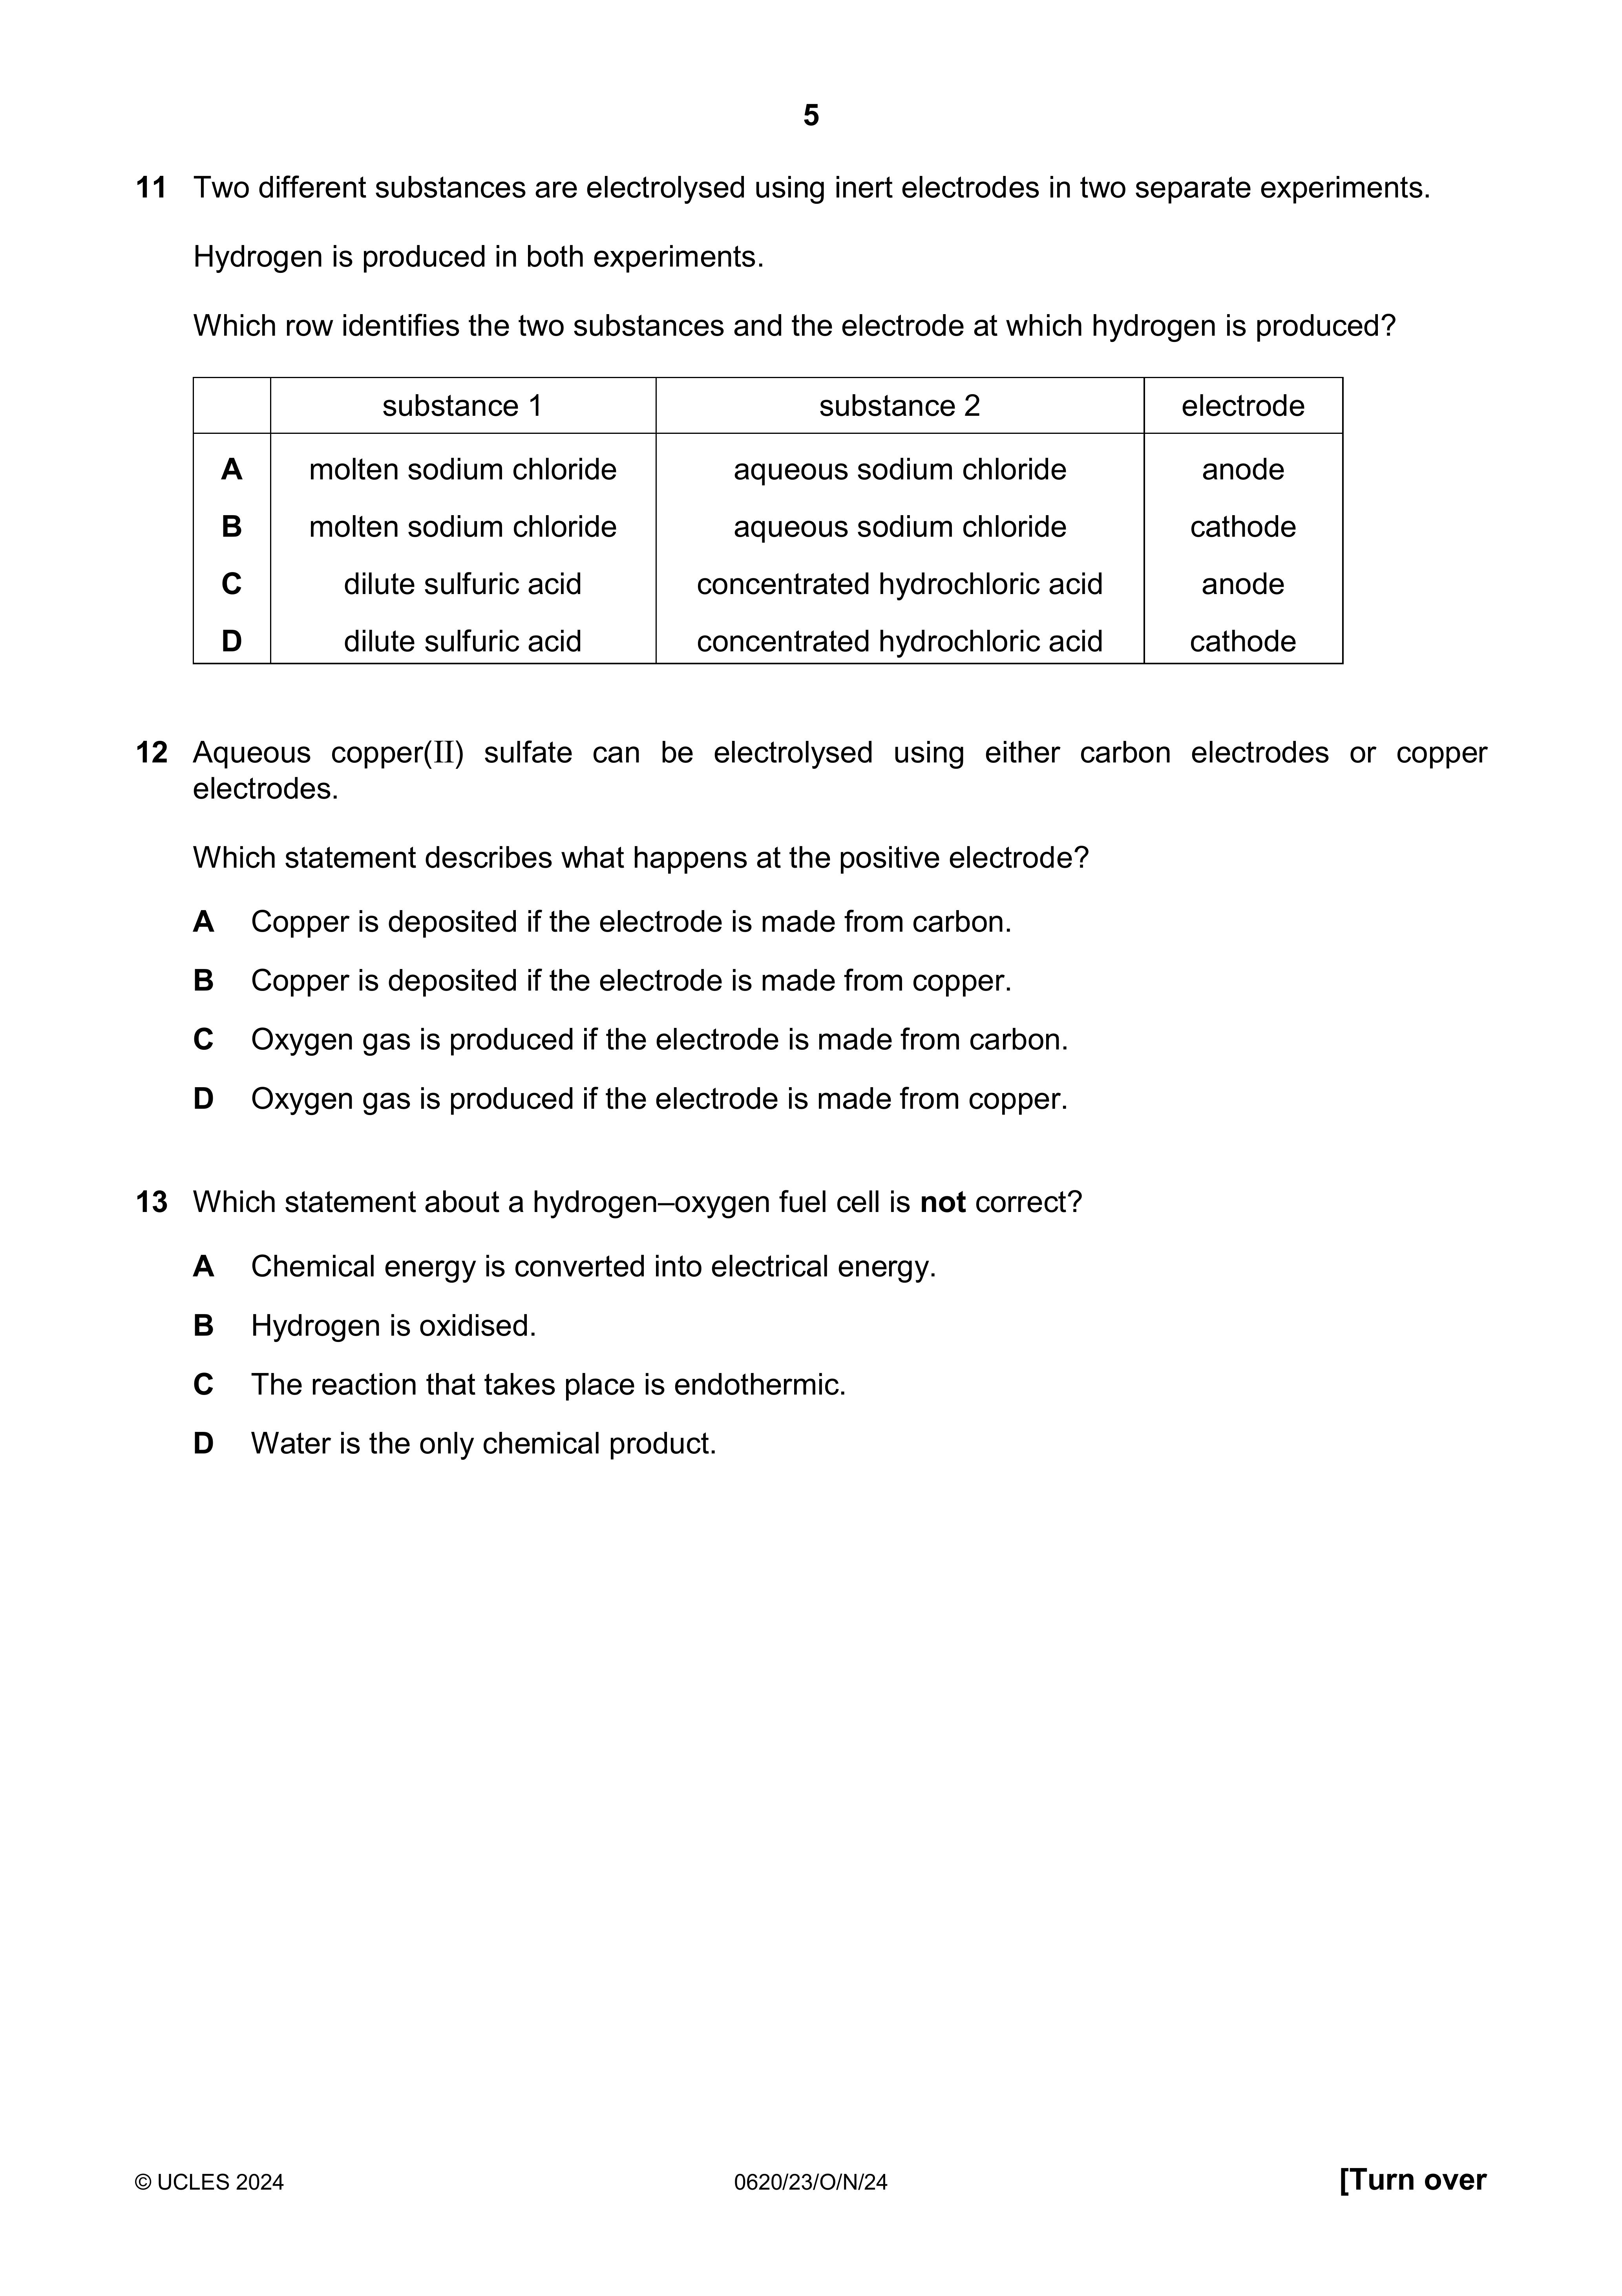 5
11 Two different substances are electrolysed using inert electrodes in two separate experiments.
Hydrogen is produced in both experiments.
Which row identifies the two substances and the electrode at which hydrogen is produced?
substance 1 substance 2 electrode
A molten sodium chloride aqueous sodium chloride anode
B molten sodium chloride aqueous sodium chloride cathode
C dilute sulfuric acid concentrated hydrochloric acid anode
D dilute sulfuric acid concentrated hydrochloric acid cathode
12 Aqueous copper(II) sulfate can be electrolysed using either carbon electrodes or copper
electrodes.
Which statement describes what happens at the positive electrode?
A Copper is deposited if the electrode is made from carbon.
B Copper is deposited if the electrode is made from copper.
C Oxygen gas is produced if the electrode is made from carbon.
D Oxygen gas is produced if the electrode is made from copper.
13 Which statement about a hydrogen–oxygen fuel cell is not correct?
A Chemical energy is converted into electrical energy.
B Hydrogen is oxidised.
C The reaction that takes place is endothermic.
D Water is the only chemical product.
© UCLES 2024 0620/23/O/N/24 [Turn over